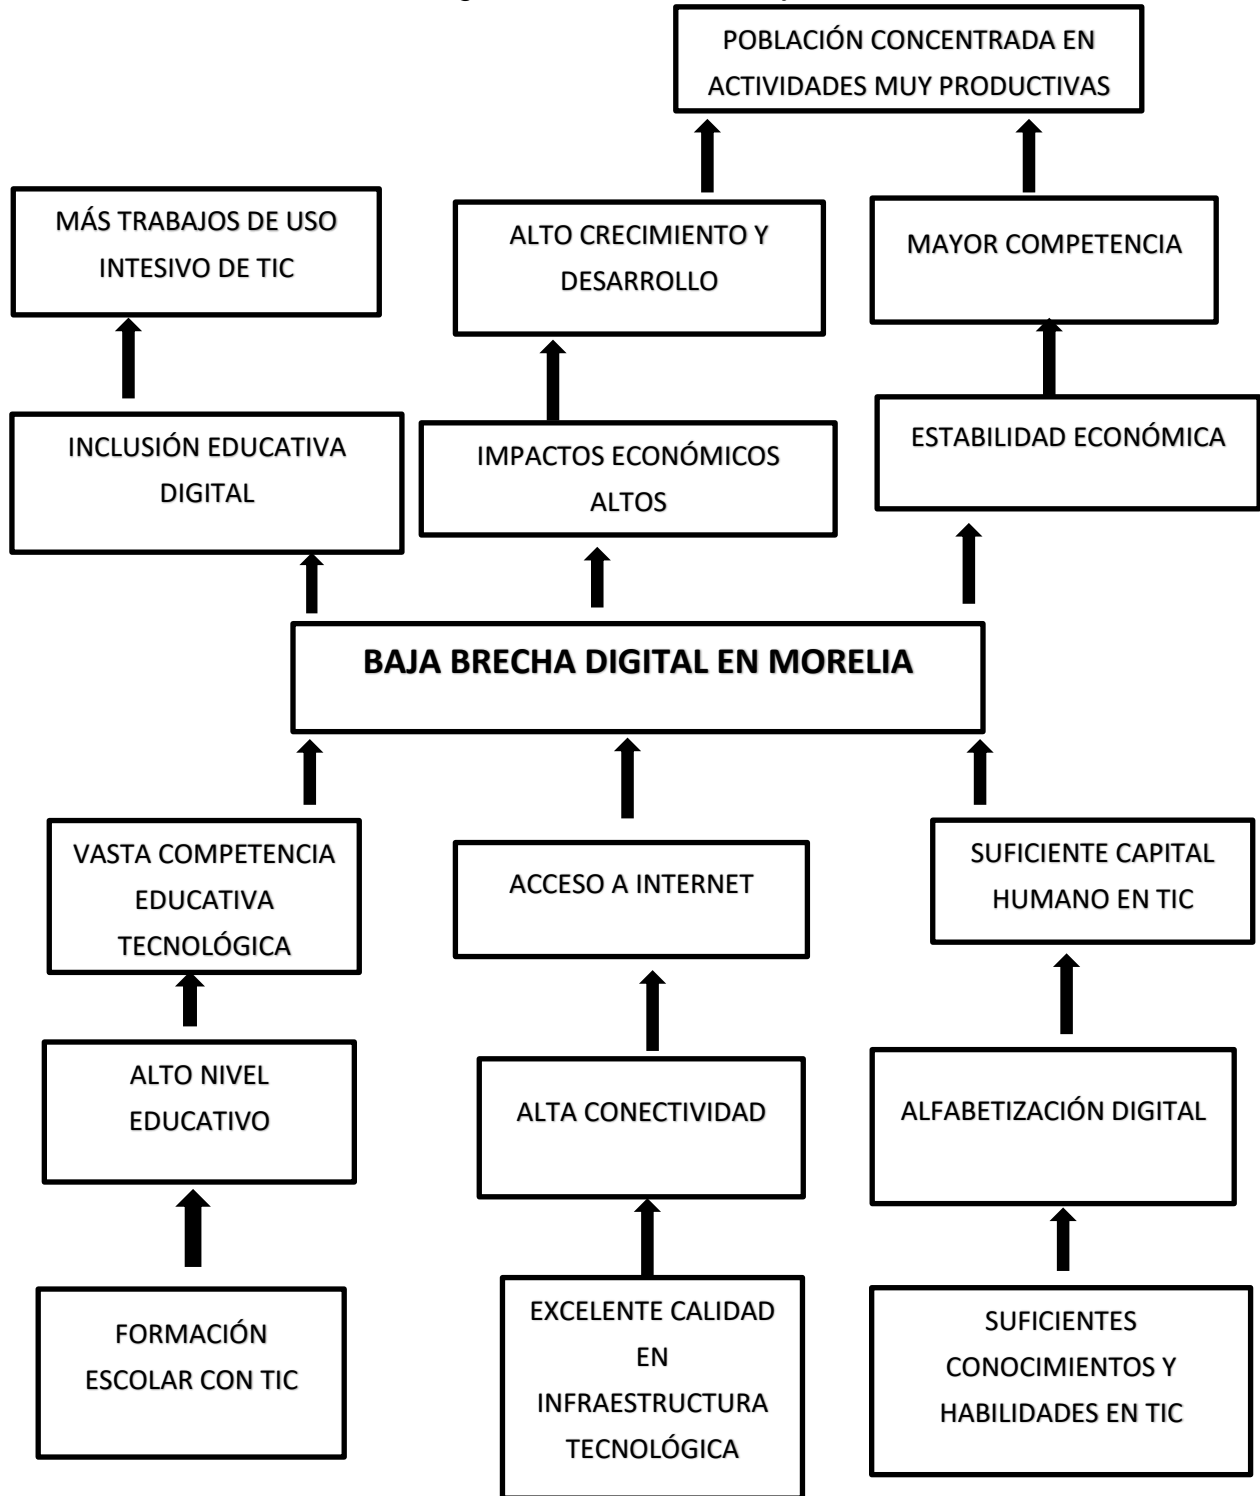 POBLACIÓN CONCENTRADA EN
ACTIVIDADES MUY PRODUCTIVAS
MÁS TRABAJOS DE USO
INTESIVO DE TIC
ALTO CRECIMIENTO Y
DESARROLLO
MAYOR COMPETENCIA
INCLUSIÓN EDUCATIVA
DIGITAL
IMPACTOS ECONÓMICOS
ALTOS
ESTABILIDAD ECONÓMICA
BAJA BRECHA DIGITAL EN MORELIA
VASTA COMPETENCIA
EDUCATIVA
TECNOLÓGICA
ACCESO A INTERNET
SUFICIENTE CAPITAL
HUMANO EN TIC
ALTO NIVEL
EDUCATIVO
ALTA CONECTIVIDAD
ALFABETIZACIÓN DIGITAL
FORMACIÓN
ESCOLAR CON TIC
EXCELENTE CALIDAD
EN
INFRAESTRUCTURA
TECNOLÓGICA
SUFICIENTES
CONOCIMIENTOS Y
HABILIDADES EN TIC